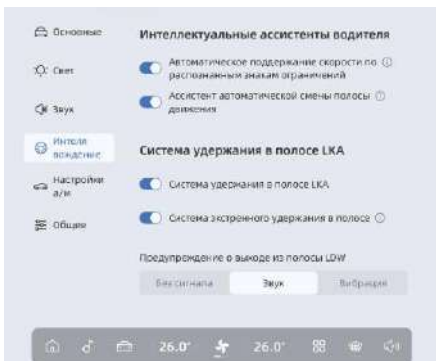 Основные
Свет
Звук
Интелл
вождение
Настройки
а/м
Общие
Интеллектуальные ассистенты водителя
Автоматическое поддержание скорости по
распознанным знакам ограничений
Ассистент автоматической смены полосы
движения
Система удержания в полосе LKA
Система удержания в полосе LKA
Система экстренного удержания в полосе
Предупреждение о выходе из полосы LDW
Без сигнала
Звук
Вибрация
26.0°
26.0°